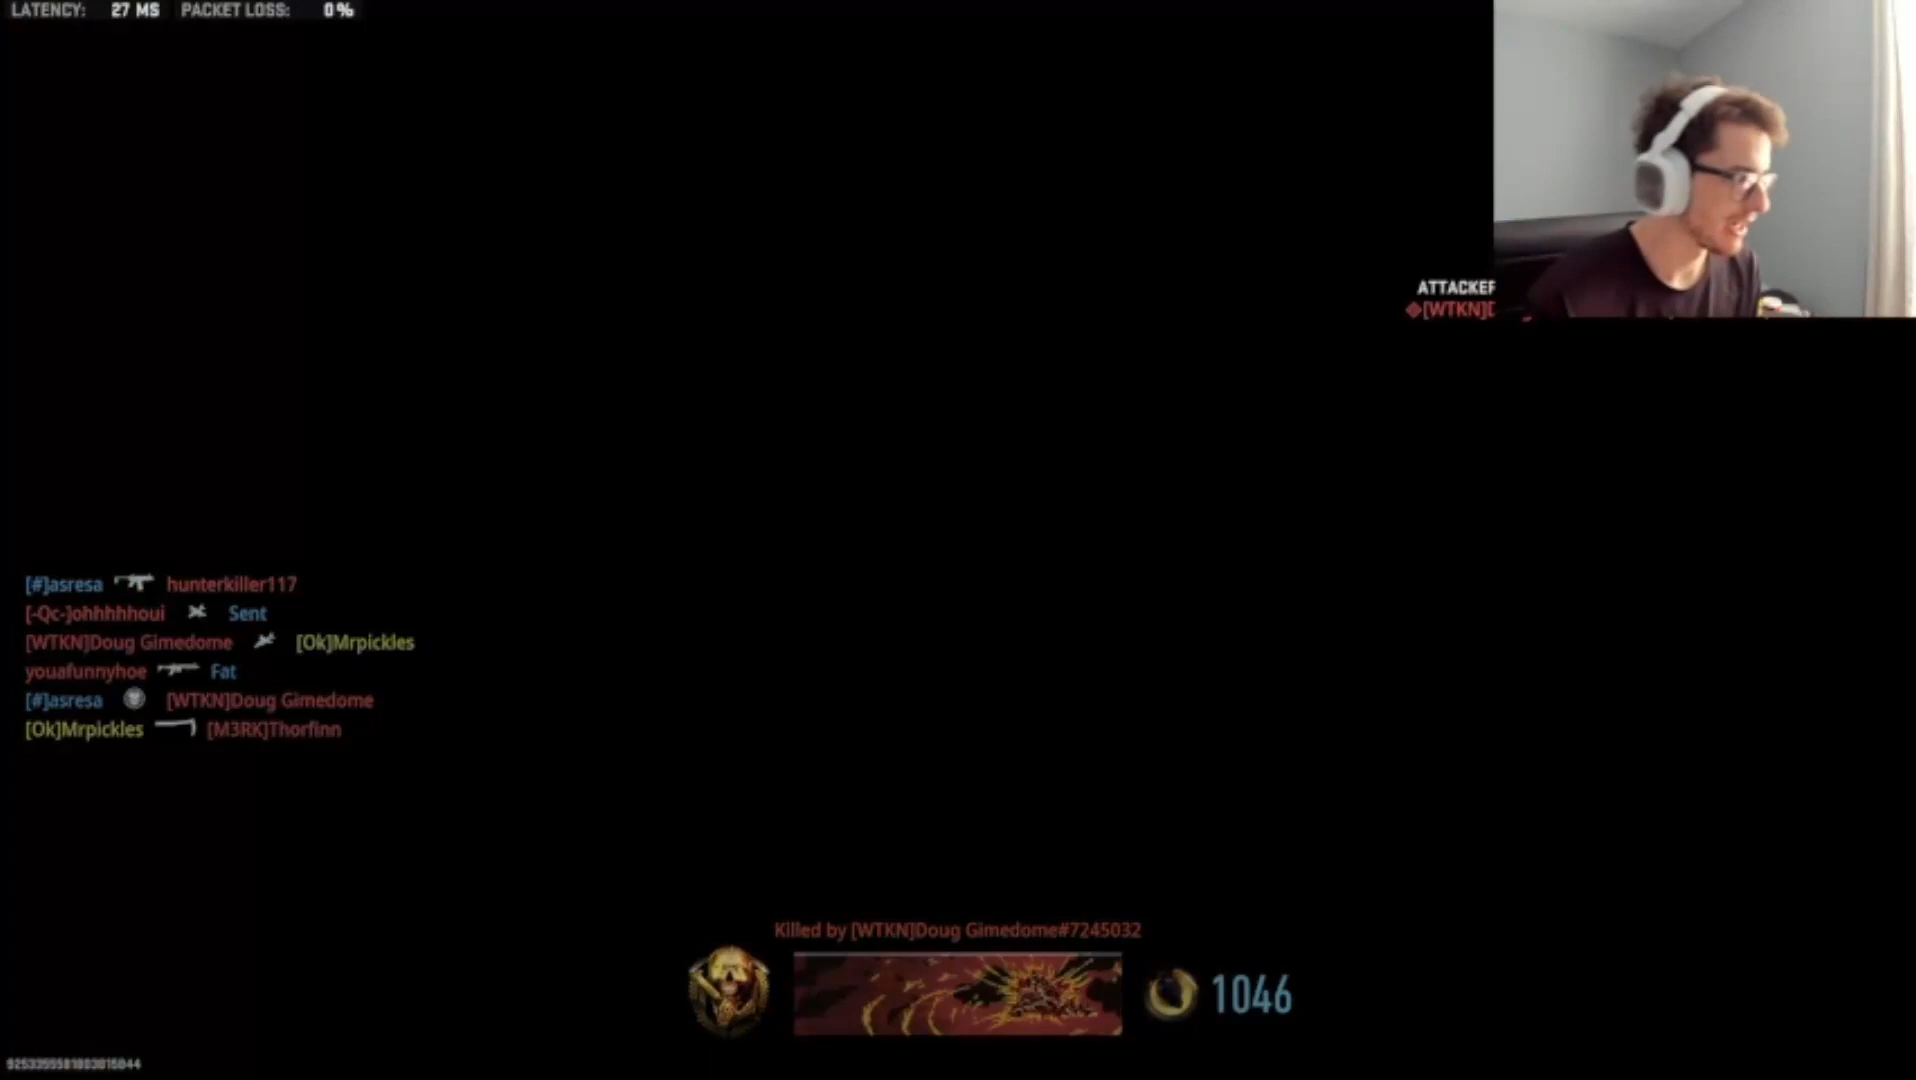 LATENCY: 27 MS PACKET LOSS: 0%
ATTACKER
[WTKN]D
[#]asresa hunterkiller117
[-Qc-]ohhhhhoui Sent
[WTKN]Doug Gimedome [Ok]Mrpickles
youafunnyhoe Fat
[#]asresa [WTKN]Doug Gimedome
[Ok]Mrpickles [M3RK]Thorfinn
Killed by [WTKN]Doug Gimedome#7245032
1046